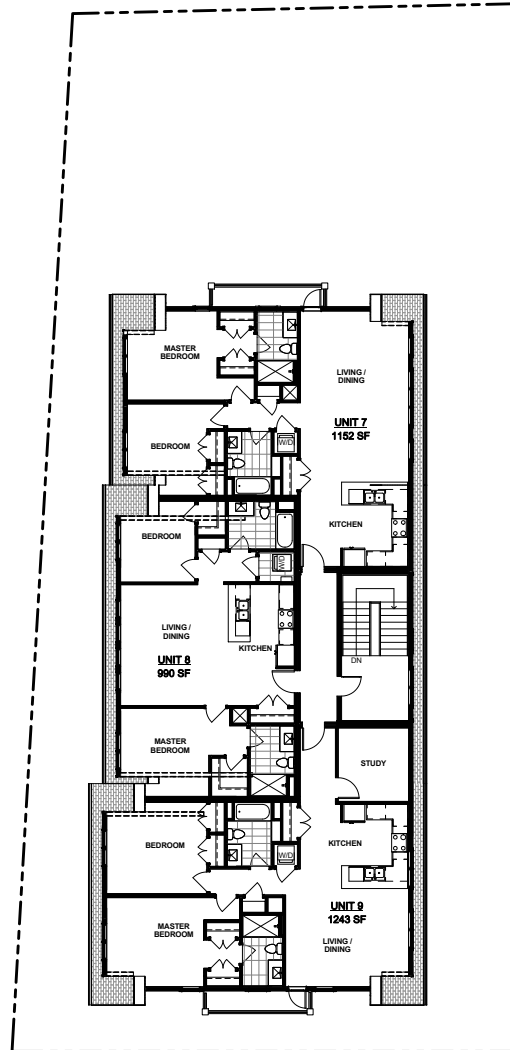 MASTER
BEDROOM
LIVING /
DINING
UNIT 7
1152 SF
BEDROOM
W/D
KITCHEN
BEDROOM
W/D
LIVING /
DINING
KITCHEN
UNIT 8
990 SF
DN
MASTER
BEDROOM
STUDY
KITCHEN
BEDROOM
W/D
UNIT 9
1243 SF
MASTER
BEDROOM
LIVING /
DINING